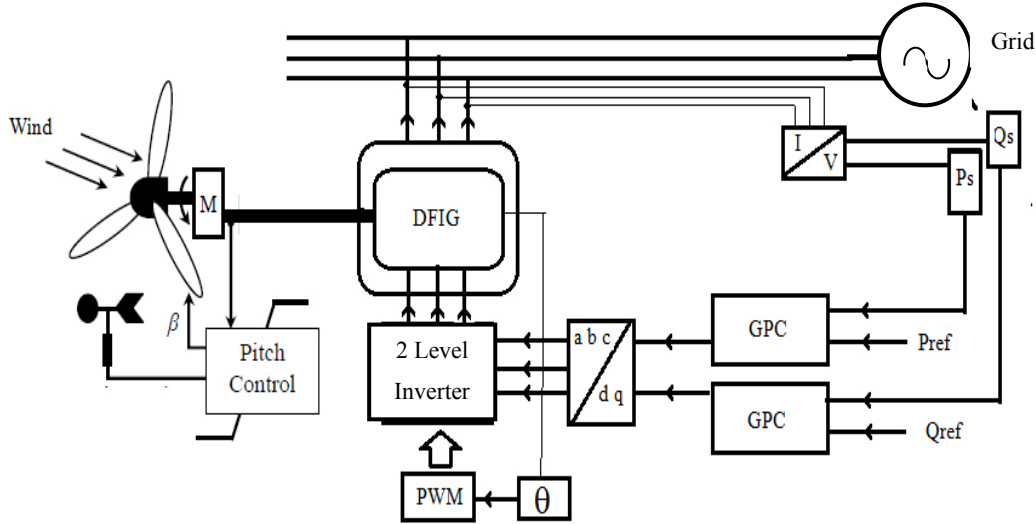 Grid
Wind
I
V
Qs
Ps
M
DFIG
β
Pitch
Control
2 Level
Inverter
a b c
d q
GPC
Pref
GPC
Qref
PWM
θ